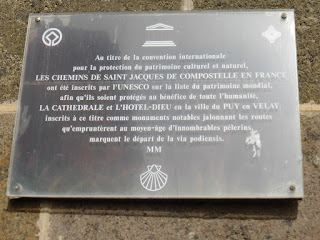 Au titre de la convention internationale
pour la protection du patrimoine culturel et naturel,
LES CHEMINS DE SAINT JACQUES DE COMPOSTELLE EN FRANCE
ont été inscrits par l'UNESCO sur la liste du patrimoine mondial,
afin qu'ils soient protégés au bénéfice de toute l'humanité,
LA CATHEDRALE et L'HOTEL-DIEU en la ville du PUY en VELAY
inscrits à ce titre comme monuments notables jalonnant les routes
qu'empruntèrent au moyen-âge d'innombrables pèlerins,
marquent le départ de la via podiensis.
MM